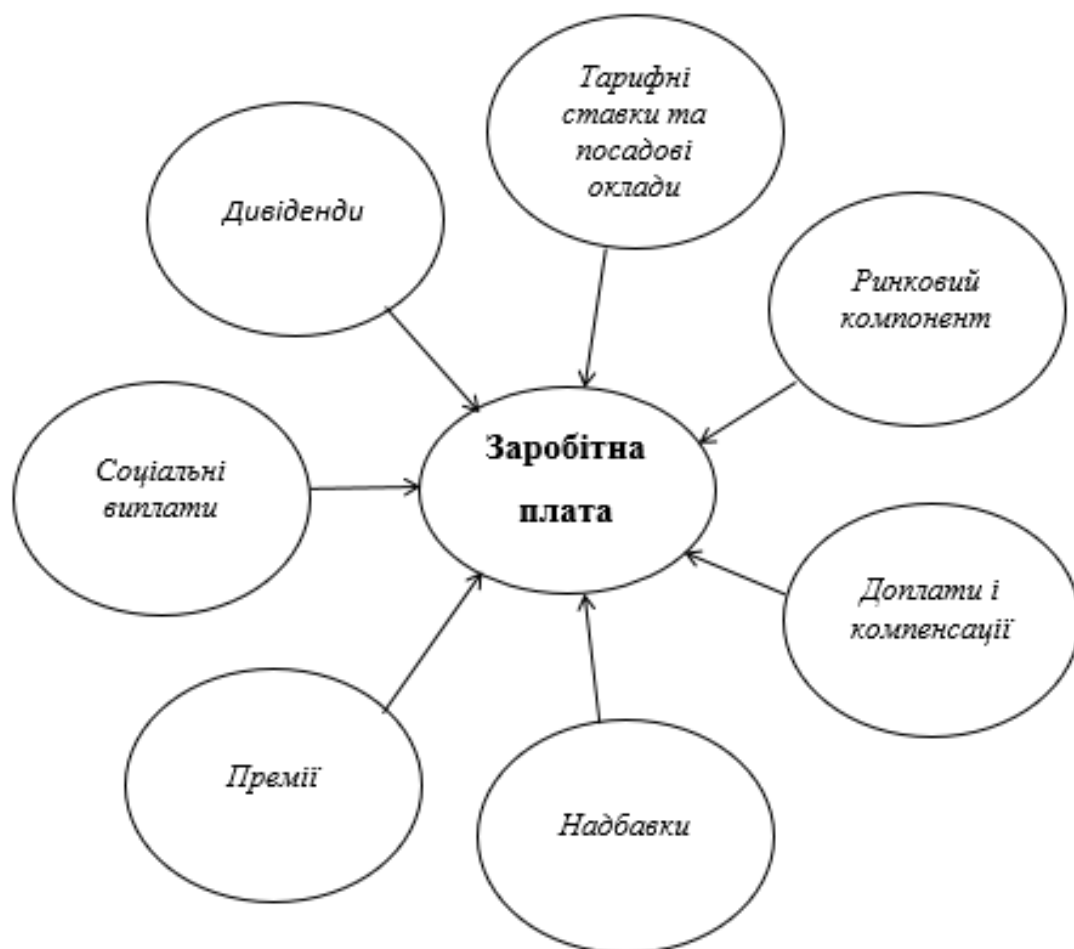 Тарифні
ставки та
посадові
оклади
Дивіденди
Ринковий
компонент
Заробітна
плата
Соціальні
виплати
Доплати і
компенсації
Премії
Надбавки